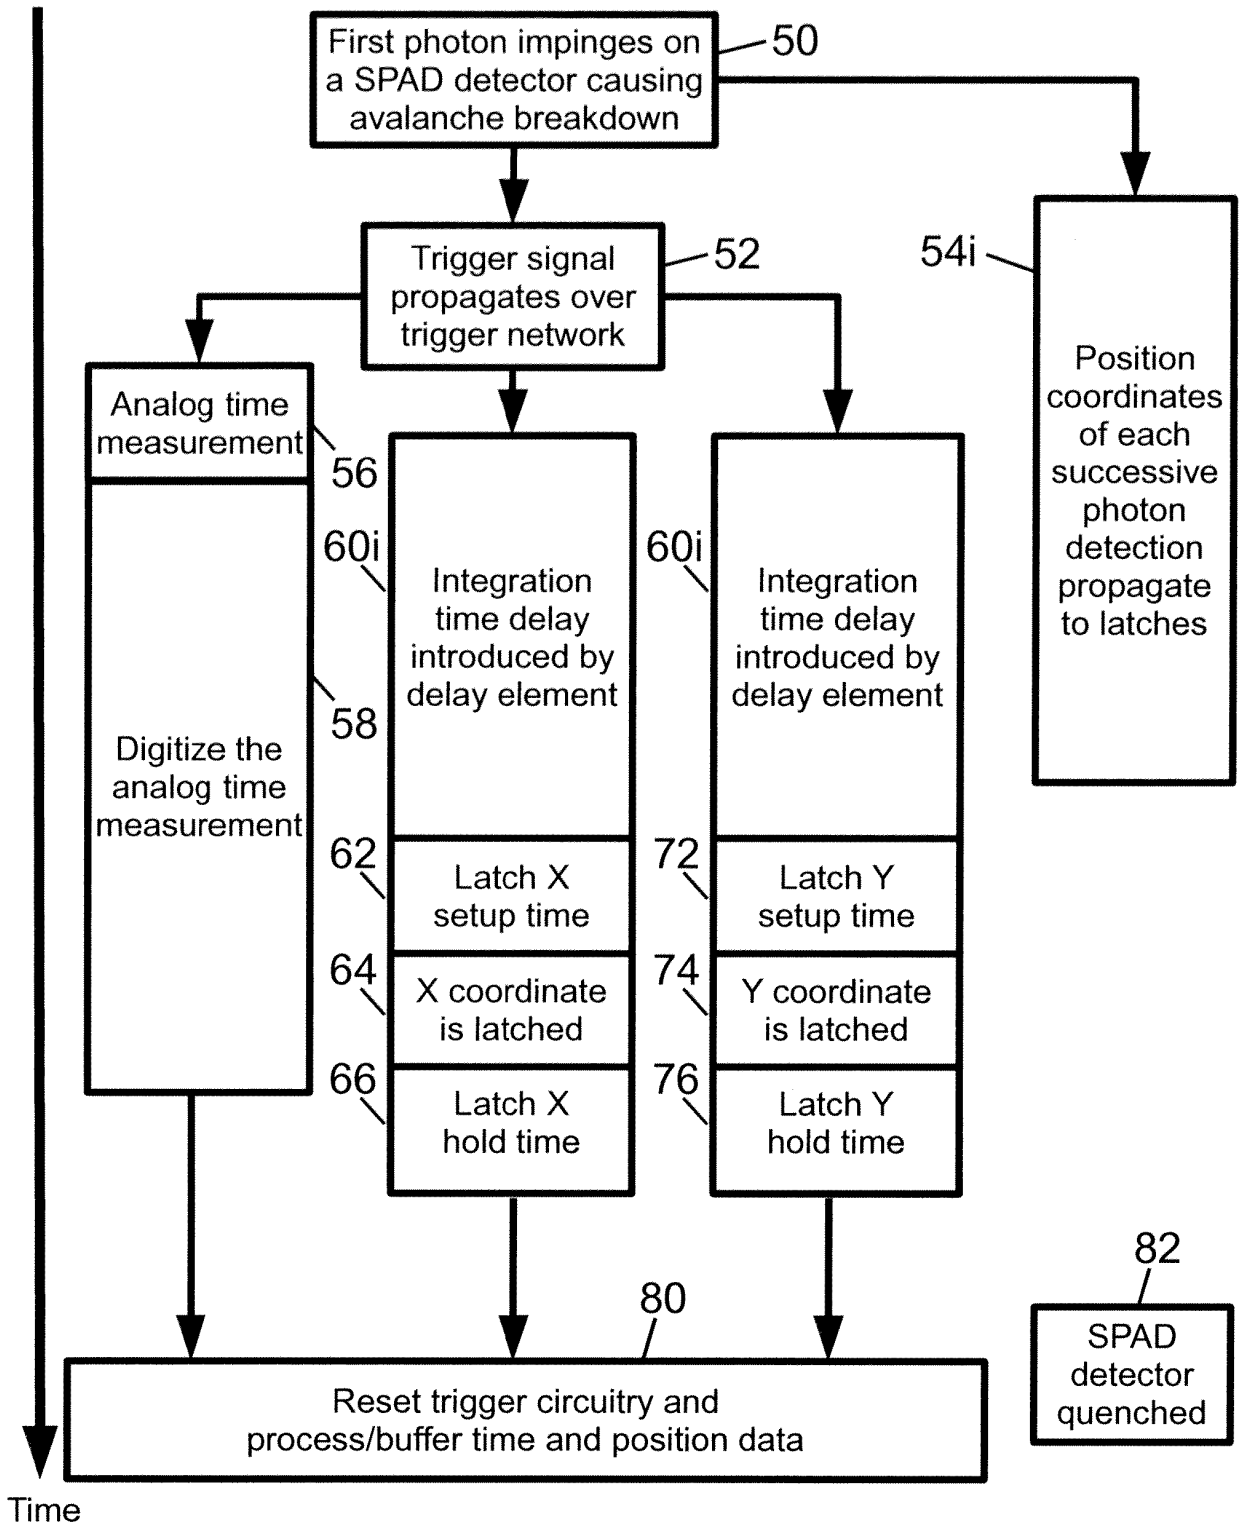 First photon impinges on
a SPAD detector causing
avalanche breakdown
50
Trigger signal
propagates over
trigger network
52
54i
Position
coordinates
of each
successive
photon
detection
propagate
to latches
Analog time
measurement
56
Digitize the
analog time
measurement
58
60i
Integration
time delay
introduced by
delay element
62
Latch X
setup time
64
X coordinate
is latched
66
Latch X
hold time
60i
Integration
time delay
introduced by
delay element
72
Latch Y
setup time
74
Y coordinate
is latched
76
Latch Y
hold time
80
Reset trigger circuitry and
process/buffer time and position data
82
SPAD
detector
quenched
Time